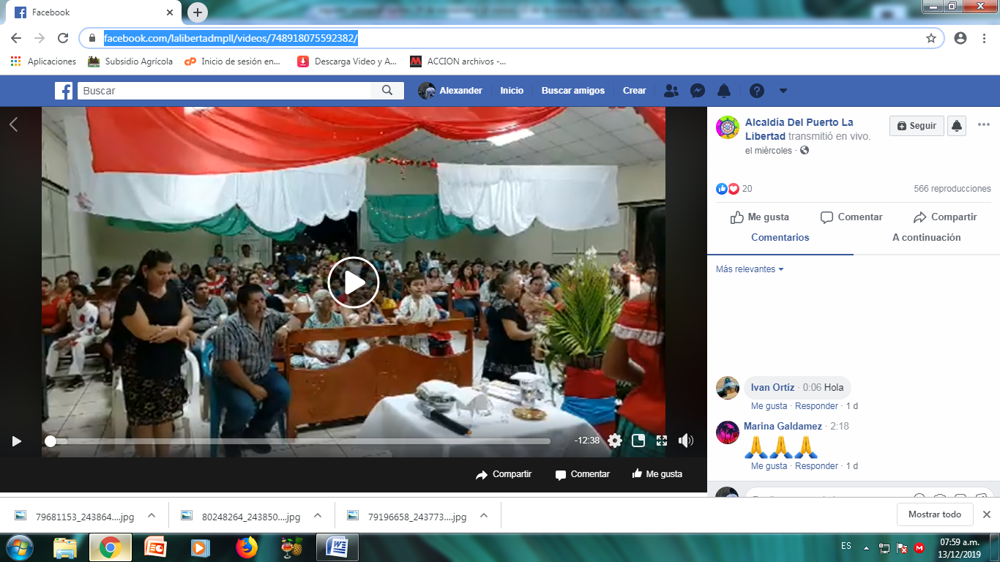 Facebook
facebook.com/lalibertadmpll/videos/748918075592382/
Aplicaciones
Subsidio Agrícola
Inicio de sesión en...
Descarga Video y A...
ACCION archivos -...
Buscar
Alexander
Inicio
Buscar amigos
Crear
Alcaldía Del Puerto La
Libertad transmitió en vivo.
el miércoles ·
Seguir
20
566 reproducciones
Me gusta
Comentar
Compartir
Comentarios
A continuación
Más relevantes
Ivan Ortíz · 0:06 Hola
Me gusta · Responder · 1 d
Marina Galdamez · 2:18
Me gusta · Responder · 1 d
-12:38
Compartir
Comentar
Me gusta
79681153_243864....jpg
80248264_243850....jpg
79196658_243773....jpg
Mostrar todo
ES
07:59 a.m.
13/12/2019